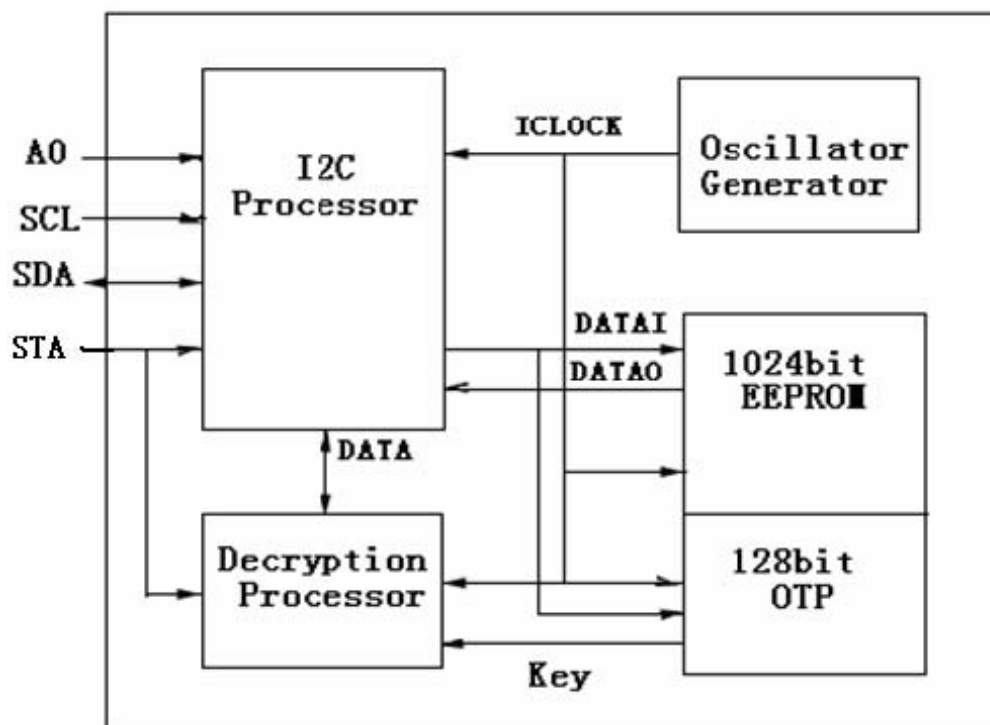 A0
SCL
SDA
STA
I2C
Processor
ICLOCK
Oscillator
Generator
DATAI
DATAO
1024bit
EEPROM
DATA
Decryption
Processor
128bit
OTP
Key